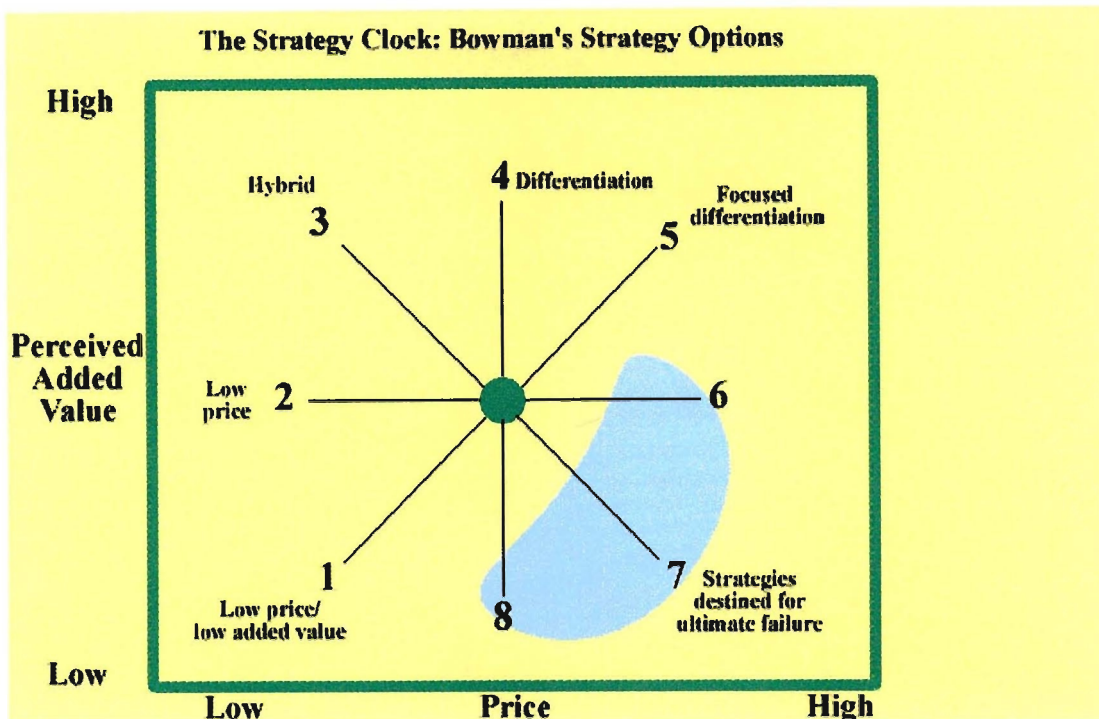 The Strategy Clock: Bowman's Strategy Options
High
Hybrid
3
4 Differentiation
Focused
differentiation
5
Perceived
Added
Value
Low
price
2
6
1
Low price/
low added value
8
7
Strategies
destined for
ultimate failure
Low
Low
Price
High